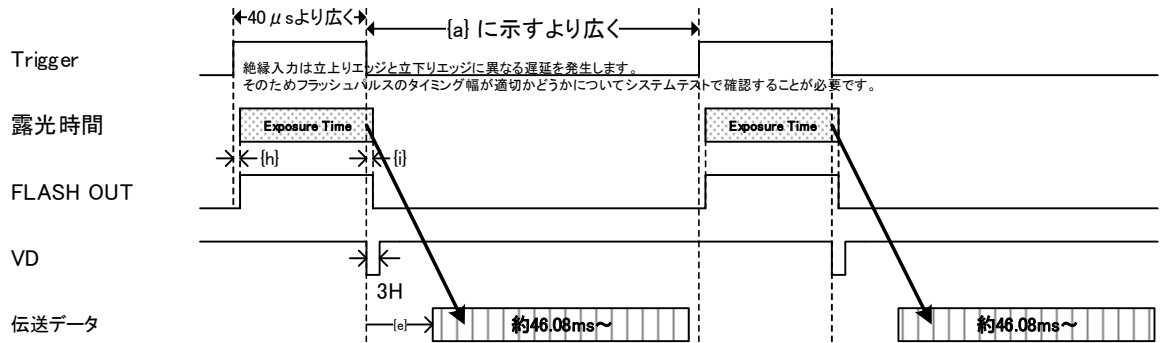 40μsより広く
{a} に示すより広く
Trigger
絶縁入力は立上りエッジと立下りエッジに異なる遅延を発生します。
そのためフラッシュパルスのタイミング幅が適切かどうかについてシステムテストで確認することが必要です。
露光時間
Exposure Time
Exposure Time
{h}
{i}
FLASH OUT
VD
3H
伝送データ
{e}
約46.08ms～
約46.08ms～